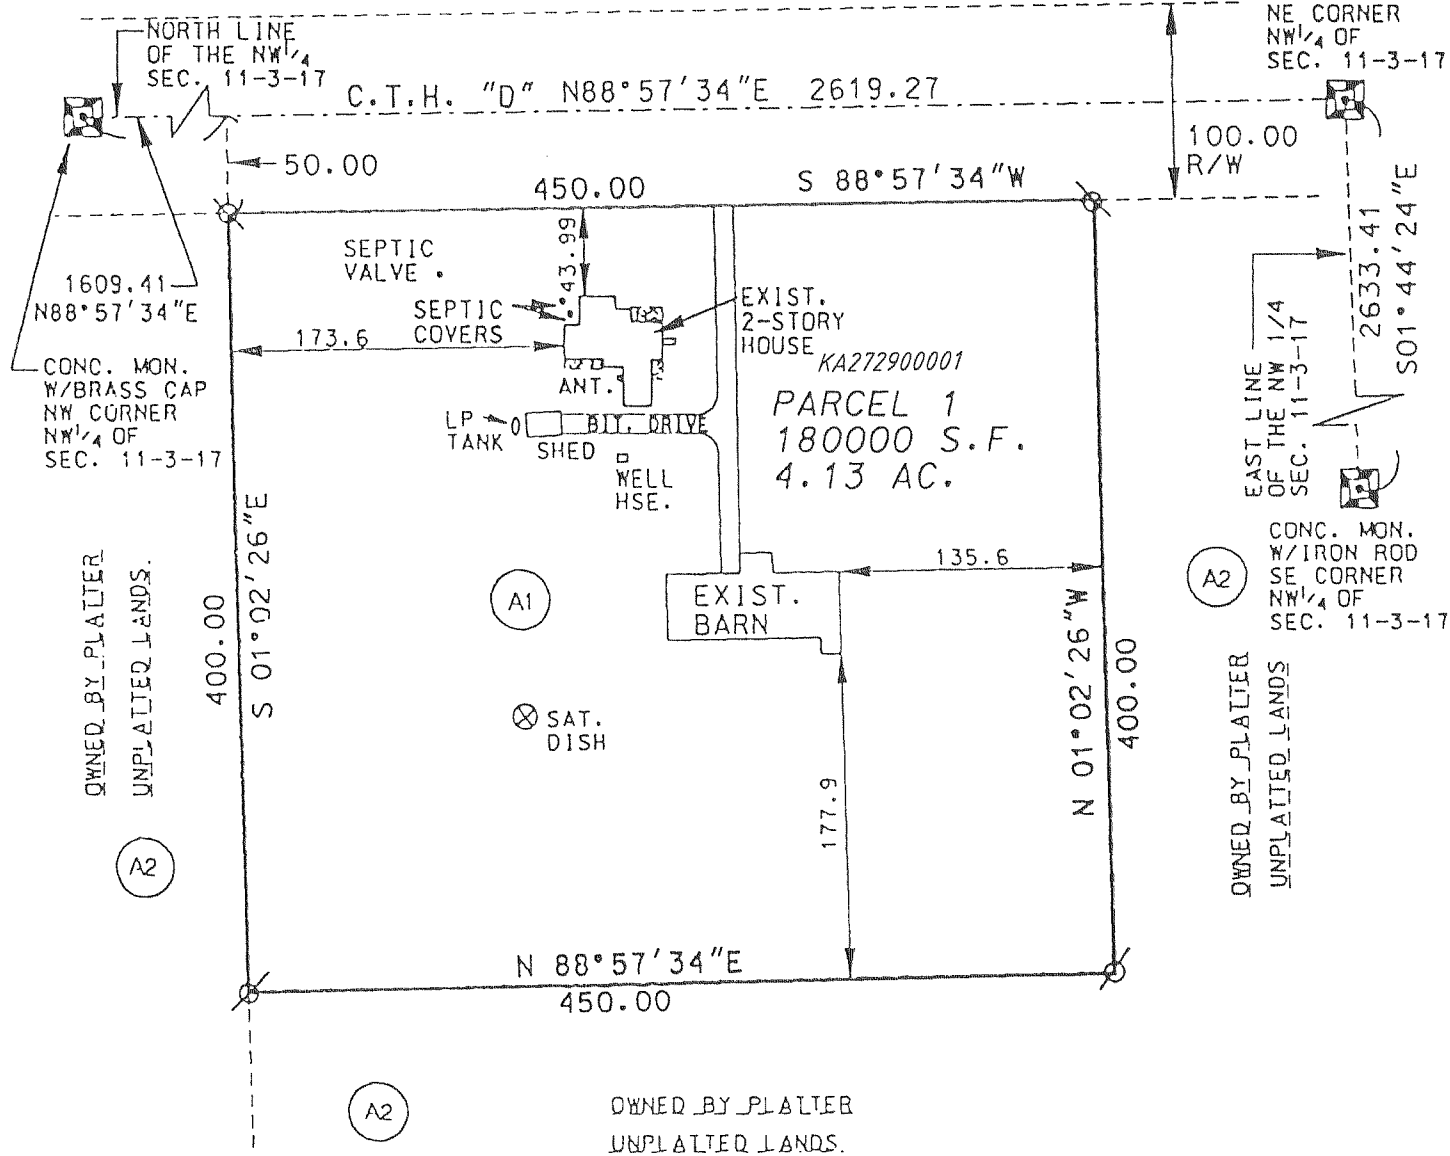 NORTH LINE
OF THE NW1/4
SEC. 11-3-17
C.T.H. "D" N88°57'34"E 2619.27
NE CORNER
NW1/4 OF
SEC. 11-3-17
50.00
100.00
R/W
450.00
S 88°57'34"W
1609.41
N88°57'34"E
CONC. MON.
W/BRASS CAP
NW CORNER
NW1/4 OF
SEC. 11-3-17
SEPTIC
VALVE
43.99
SEPTIC
COVERS
173.6
EXIST.
2-STORY
HOUSE
KA272900001
ANT.
PARCEL 1
180000 S.F.
4.13 AC.
LP
TANK
SHED
BIT. DRIVE
WELL
HSE.
EAST LINE
OF THE NW 1/4
SEC. 11-3-17
2633.41
S01°44'24"E
CONC. MON.
W/IRON ROD
SE CORNER
NW1/4 OF
SEC. 11-3-17
A2
OWNED BY PLATTER
UNPLATTED LANDS.
400.00
S 01°02'26"E
A1
EXIST.
BARN
135.6
SAT.
DISH
177.9
N 01°02'26"W
400.00
OWNED BY PLATTER
UNPLATTED LANDS
A2
N 88°57'34"E
450.00
A2
OWNED BY PLATTER
UNPLATTED LANDS.